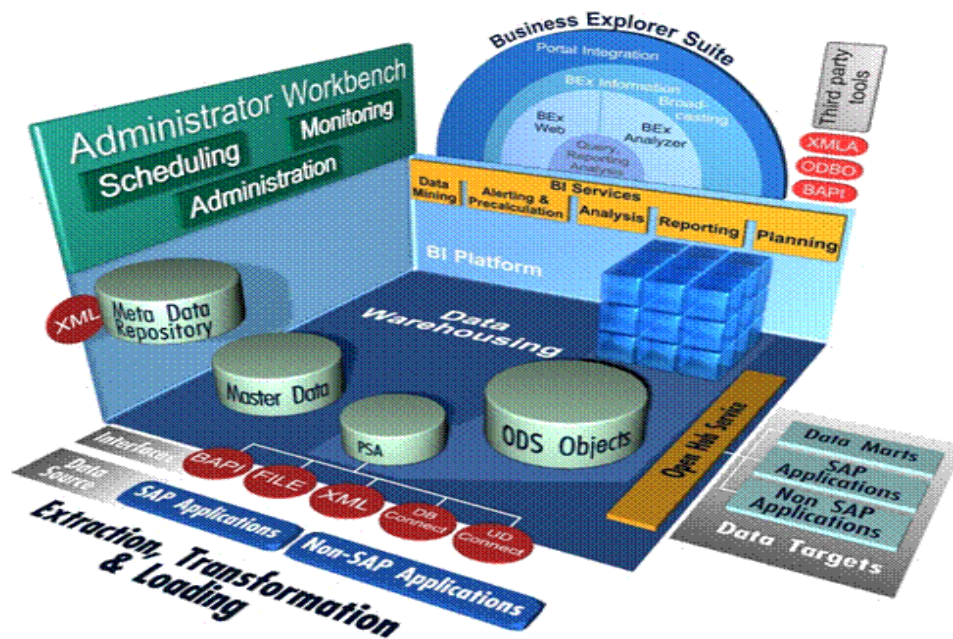 Business Explorer Suite
Portal Integration
BEx Information
Broad-
casting
BEx
Web
BEx
Analyzer
Query,
Reporting
Analysis
Third party
tools
XMLA
ODBO
BAPI
Administrator Workbench
Scheduling
Monitoring
Administration
BI Services
Data
Mining
Alerting &
Precalculation
Analysis
Reporting
Planning
BI Platform
XML
Meta Data
Repository
Data
Warehousing
Master Data
PSA
ODS Objects
Open Hub Service
Data Marts
SAP
Applications
Non SAP
Applications
Data Targets
Interface:
Data
Source
BAPI
FILE
XML
DB
Connect
UD
Connect
SAP Applications
Non-SAP Applications
Extraction, Transformation
& Loading